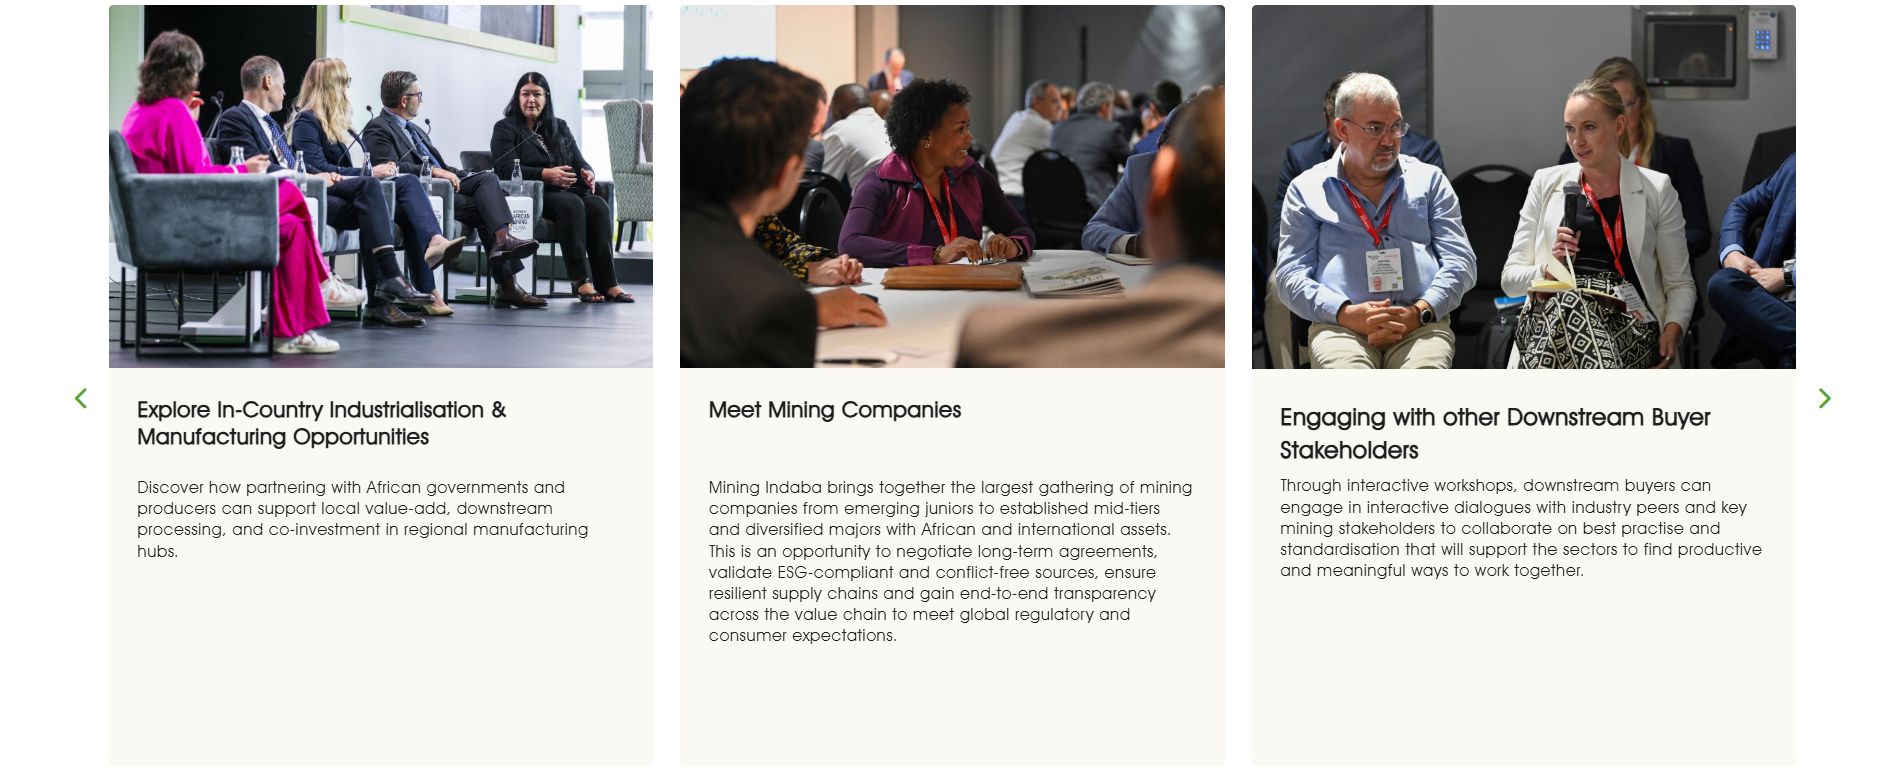 Explore In-Country Industrialisation &
Manufacturing Opportunities
Discover how partnering with African governments and
producers can support local value-add, downstream
processing, and co-investment in regional manufacturing
hubs.
Meet Mining Companies
Mining Indaba brings together the largest gathering of mining
companies from emerging juniors to established mid-tiers
and diversified majors with African and international assets.
This is an opportunity to negotiate long-term agreements,
validate ESG-compliant and conflict-free sources, ensure
resilient supply chains and gain end-to-end transparency
across the value chain to meet global regulatory and
consumer expectations.
Engaging with other Downstream Buyer
Stakeholders
Through interactive workshops, downstream buyers can
engage in interactive dialogues with industry peers and key
mining stakeholders to collaborate on best practise and
standardisation that will support the sectors to find productive
and meaningful ways to work together.